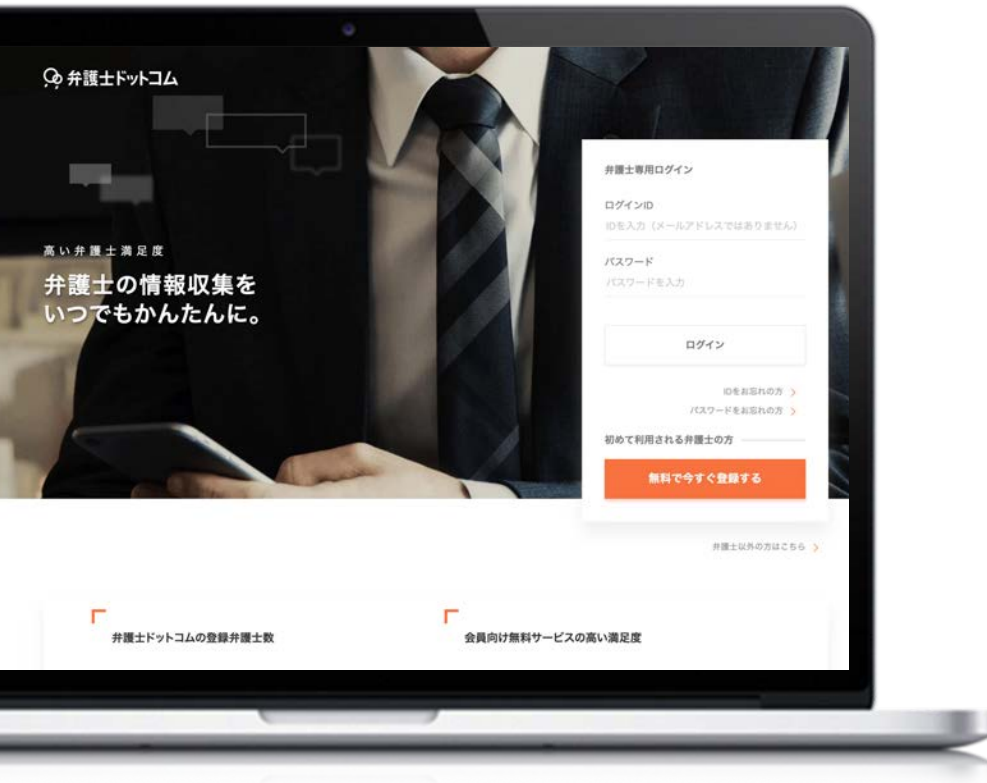 弁護士ドットコム
高い弁護士満足度
弁護士の情報収集を
いつでもかんたんに。
弁護士専用ログイン
ログインID
IDを入力（メールアドレスではありません）
パスワード
パスワードを入力
ログイン
IDをお忘れの方
パスワードをお忘れの方
初めて利用される弁護士の方
無料で今すぐ登録する
弁護士以外の方はこちら
弁護士ドットコムの登録弁護士数
会員向け無料サービスの高い満足度